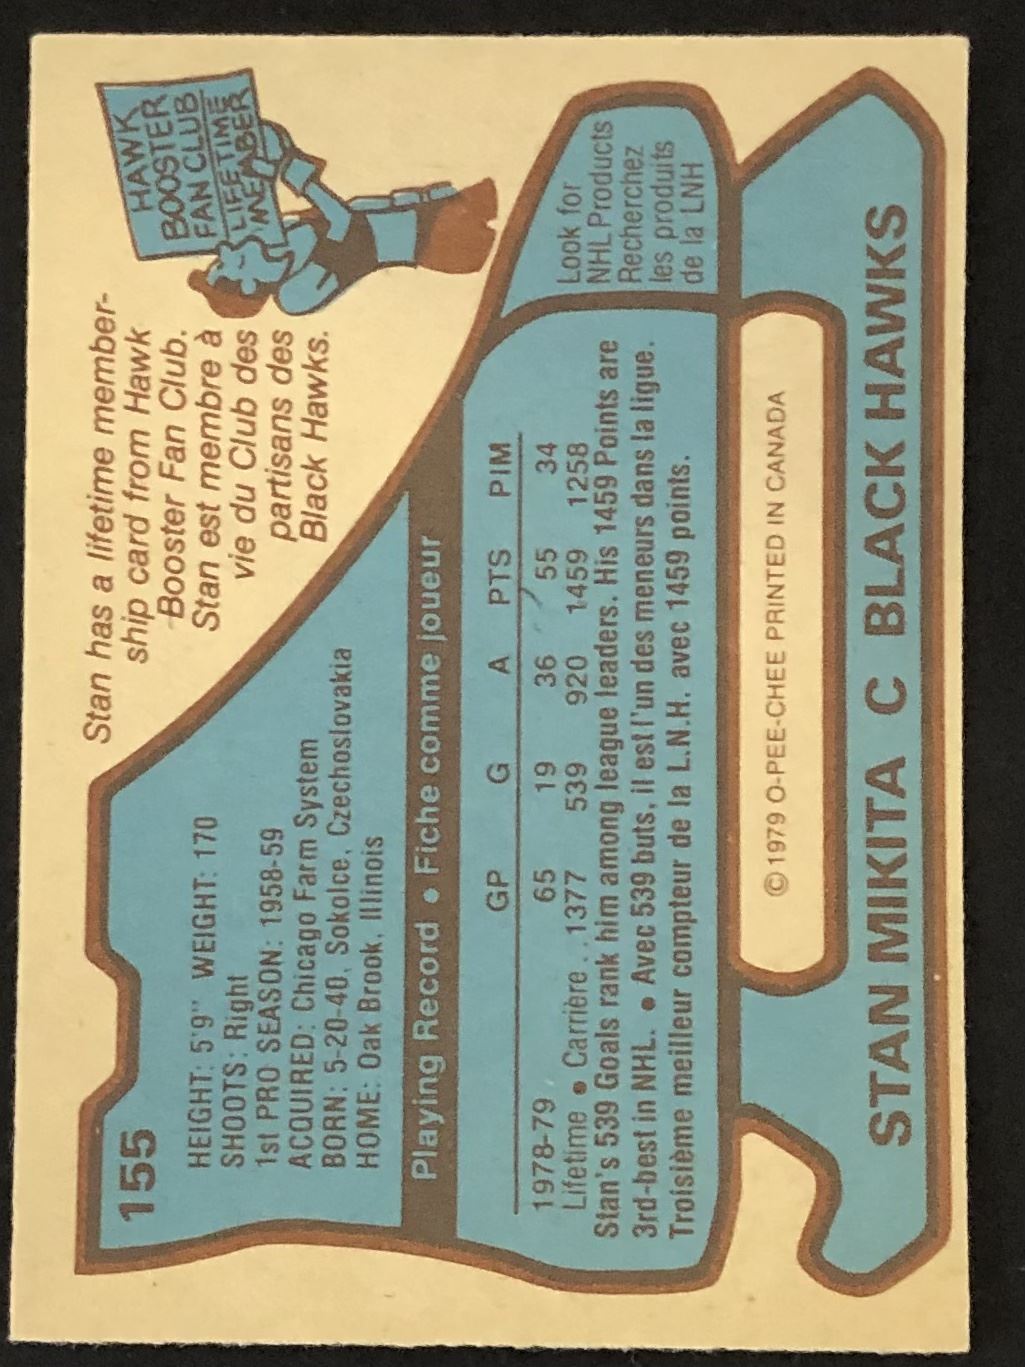 155
HEIGHT: 5'9" WEIGHT: 170
SHOOTS: Right
1st PRO SEASON: 1958-59
ACQUIRED: Chicago Farm System
BORN: 5-20-40, Sokolce, Czechoslovakia
HOME: Oak Brook, Illinois
Stan has a lifetime member-
ship card from Hawk
Booster Fan Club.
Stan est membre à
vie du Club des
partisans des
Black Hawks.
HAWK
BOOSTER
FAN CLUB
LIFETIME
MEMBER
Playing Record • Fiche comme joueur
GP G A PTS PIM
1978-79 65 19 36 55 34
Lifetime • Carrière . . 1377 539 920 1459 1258
Stan's 539 Goals rank him among league leaders. His 1459 Points are
3rd-best in NHL. • Avec 539 buts, il est l'un des meneurs dans la ligue.
Troisième meilleur compteur de la L.N.H. avec 1459 points.
Look for
NHL Products
Recherchez
les produits
de la LNH
© 1979 O-PEE-CHEE PRINTED IN CANADA
STAN MIKITA C BLACK HAWKS